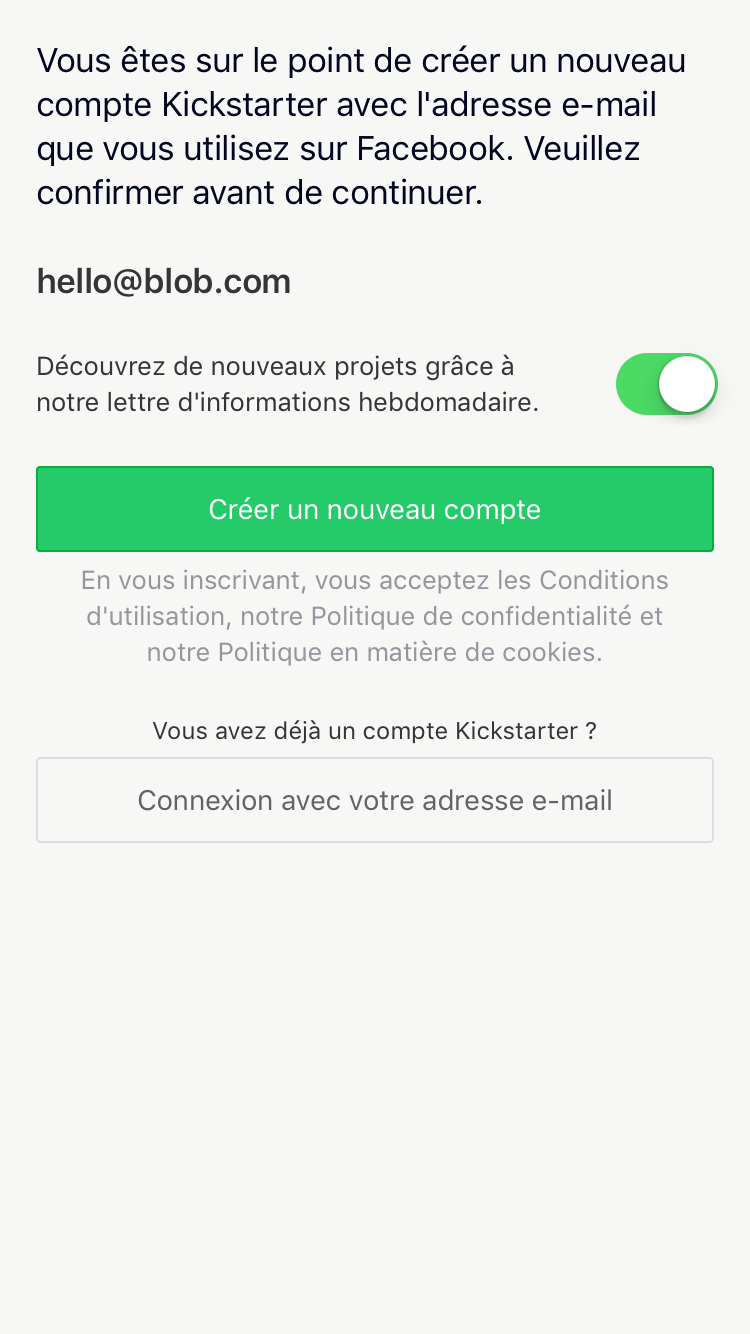 Vous êtes sur le point de créer un nouveau
compte Kickstarter avec l'adresse e-mail
que vous utilisez sur Facebook. Veuillez
confirmer avant de continuer.
hello@blob.com
Découvrez de nouveaux projets grâce à
notre lettre d'informations hebdomadaire.
Créer un nouveau compte
En vous inscrivant, vous acceptez les Conditions
d'utilisation, notre Politique de confidentialité et
notre Politique en matière de cookies.
Vous avez déjà un compte Kickstarter ?
Connexion avec votre adresse e-mail